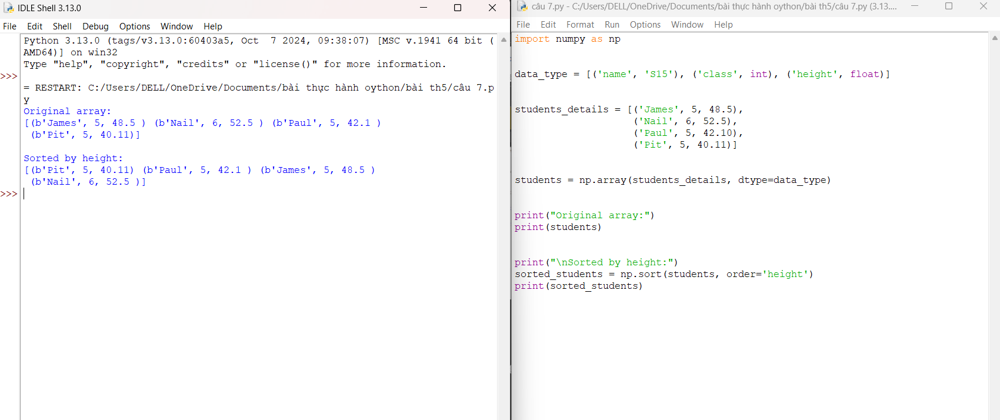 IDLE Shell 3.13.0
File Edit Shell Debug Options Window Help
Python 3.13.0 (tags/v3.13.0:60403a5, Oct  7 2024, 09:38:07) [MSC v.1941 64 bit (
AMD64)] on win32
Type "help", "copyright", "credits" or "license()" for more information.
>>>
= RESTART: C:/Users/DELL/OneDrive/Documents/bài thực hành oython/bài th5/câu 7.p
y
Original array:
[(b'James', 5, 48.5 ) (b'Nail', 6, 52.5 ) (b'Paul', 5, 42.1 )
 (b'Pit', 5, 40.11)]
Sorted by height:
[(b'Pit', 5, 40.11) (b'Paul', 5, 42.1 ) (b'James', 5, 48.5 )
 (b'Nail', 6, 52.5 )]
>>>
câu 7.py - C:/Users/DELL/OneDrive/Documents/bài thực hành oython/bài th5/câu 7.py (3.13....
File Edit Format Run Options Window Help
import numpy as np
data_type = [('name', 'S15'), ('class', int), ('height', float)]
students_details = [('James', 5, 48.5),
                    ('Nail', 6, 52.5),
                    ('Paul', 5, 42.10),
                    ('Pit', 5, 40.11)]
students = np.array(students_details, dtype=data_type)
print("Original array:")
print(students)
print("\nSorted by height:")
sorted_students = np.sort(students, order='height')
print(sorted_students)